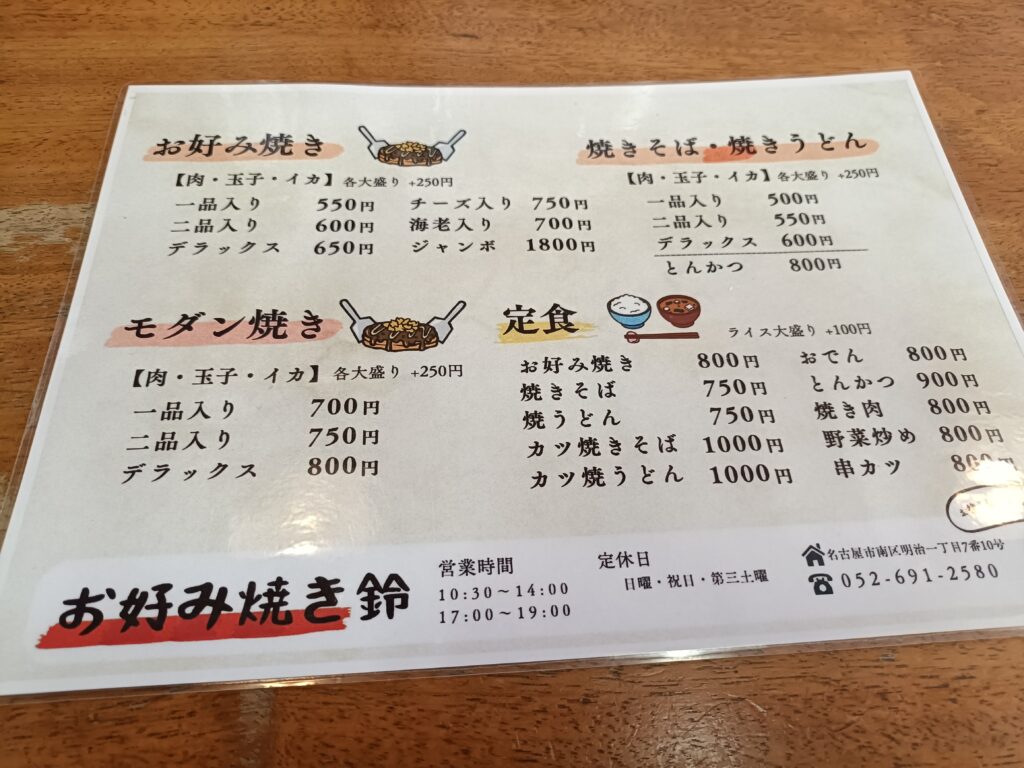 お好み焼き
【肉・玉子・イカ】各大盛り +250円
一品入り 550円 チーズ入り 750円
二品入り 600円 海老入り 700円
デラックス 650円 ジャンボ 1800円
焼きそば・焼きうどん
【肉・玉子・イカ】各大盛り +250円
一品入り 500円
二品入り 550円
デラックス 600円
とんかつ 800円
モダン焼き
【肉・玉子・イカ】各大盛り +250円
一品入り 700円
二品入り 750円
デラックス 800円
定食
ライス大盛り +100円
お好み焼き 800円 おでん 800円
焼きそば 750円 とんかつ 900円
焼うどん 750円 焼き肉 800円
カツ焼きそば 1000円 野菜炒め 800円
カツ焼うどん 1000円 串カツ 800円
お好み焼き鈴
営業時間
10:30～14:00
17:00～19:00
定休日
日曜・祝日・第三土曜
名古屋市南区明治一丁目7番10号
052-691-2580